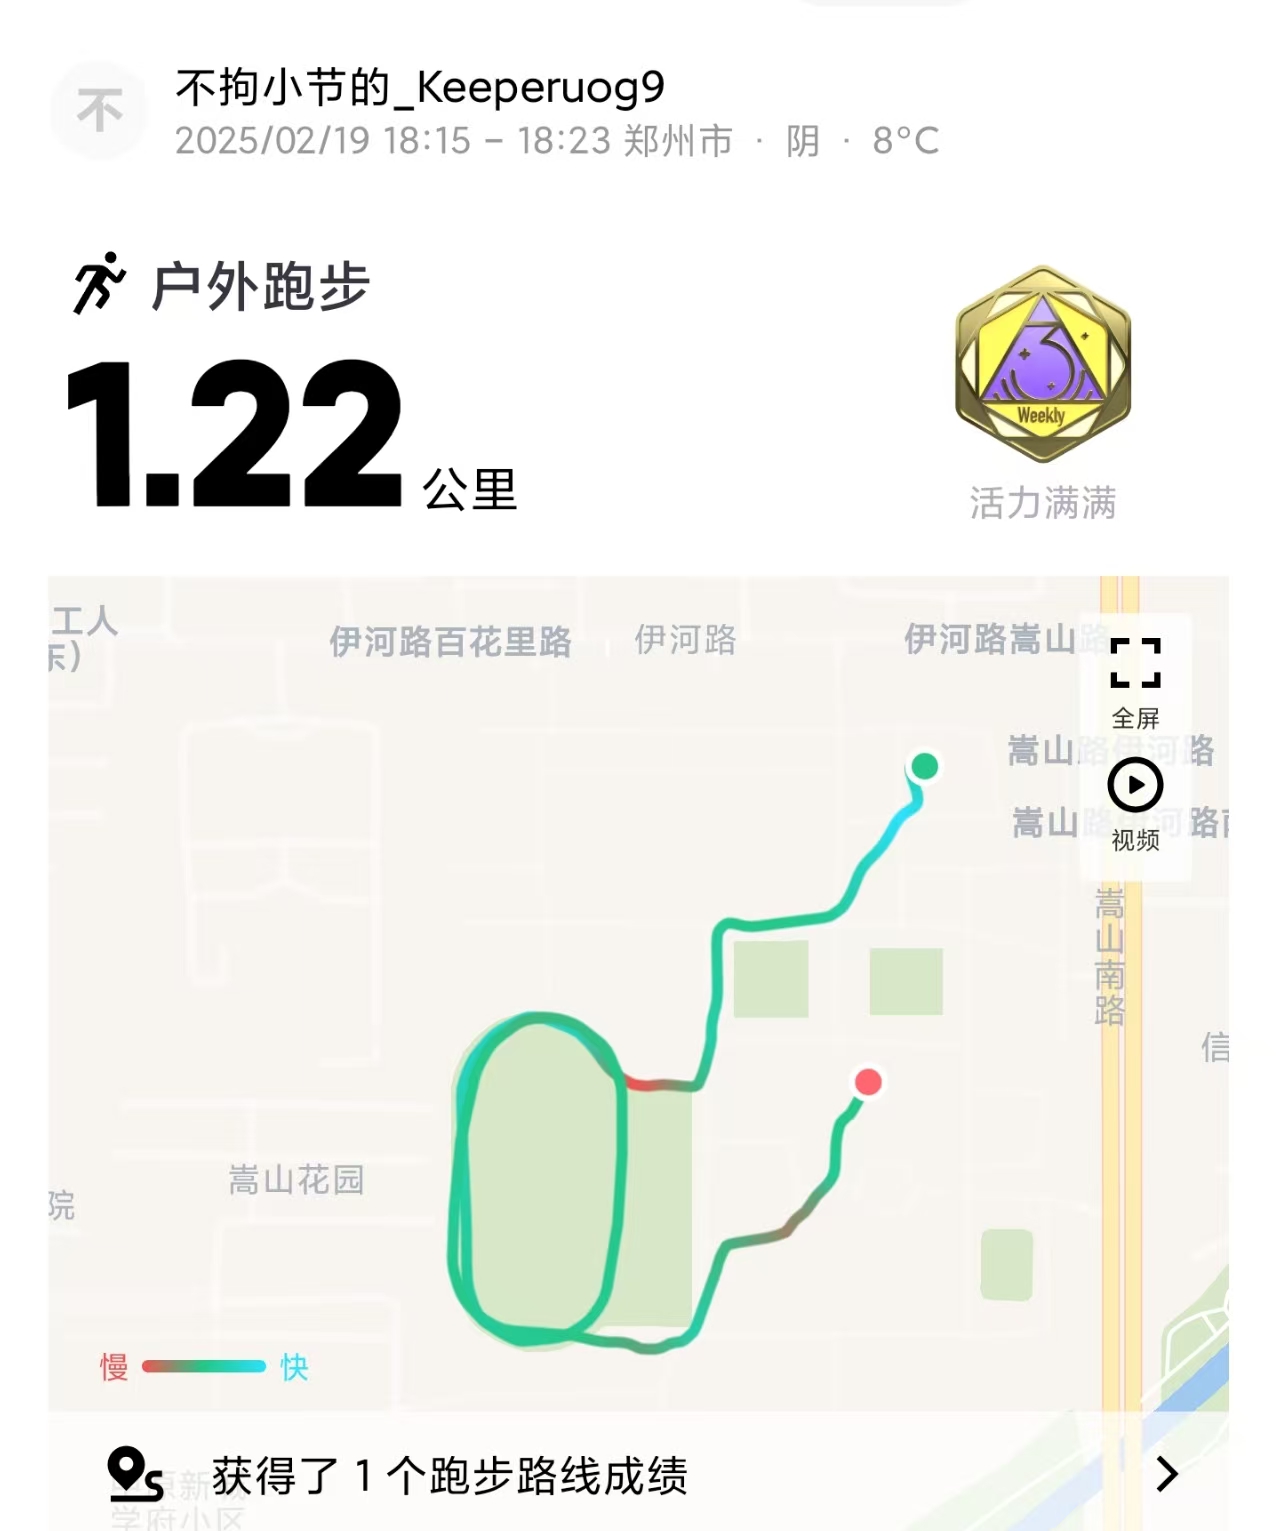 不
不拘小节的_Keeperuog9
2025/02/19 18:15 – 18:23 郑州市 · 阴 · 8°C
户外跑步
1.22 公里
3
Weekly
活力满满
工人
东）
伊河路百花里路
伊河路
伊河路嵩山路
全屏
嵩山路伊河路
视频
嵩山路伊河路
嵩山南路
信
嵩山花园
院
慢
快
获得了 1 个跑步路线成绩
学府小区